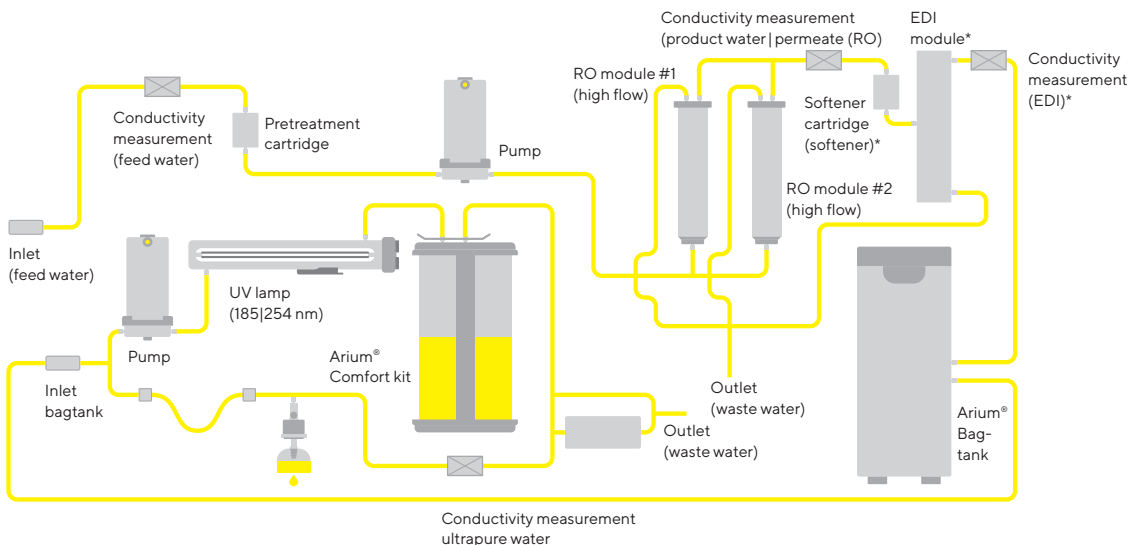 Conductivity measurement
(product water|permeate (RO)
EDI
module*
Conductivity
measurement
(EDI)*
RO module #1
(high flow)
Softener
cartridge
(softener)*
Conductivity
measurement
(feed water)
Pretreatment
cartridge
Pump
RO module #2
(high flow)
Inlet
(feed water)
UV lamp
(185|254 nm)
Pump
Arium®
Comfort kit
Inlet
bagtank
Outlet
(waste water)
Outlet
(waste water)
Arium®
Bag-
tank
Conductivity measurement
ultrapure water